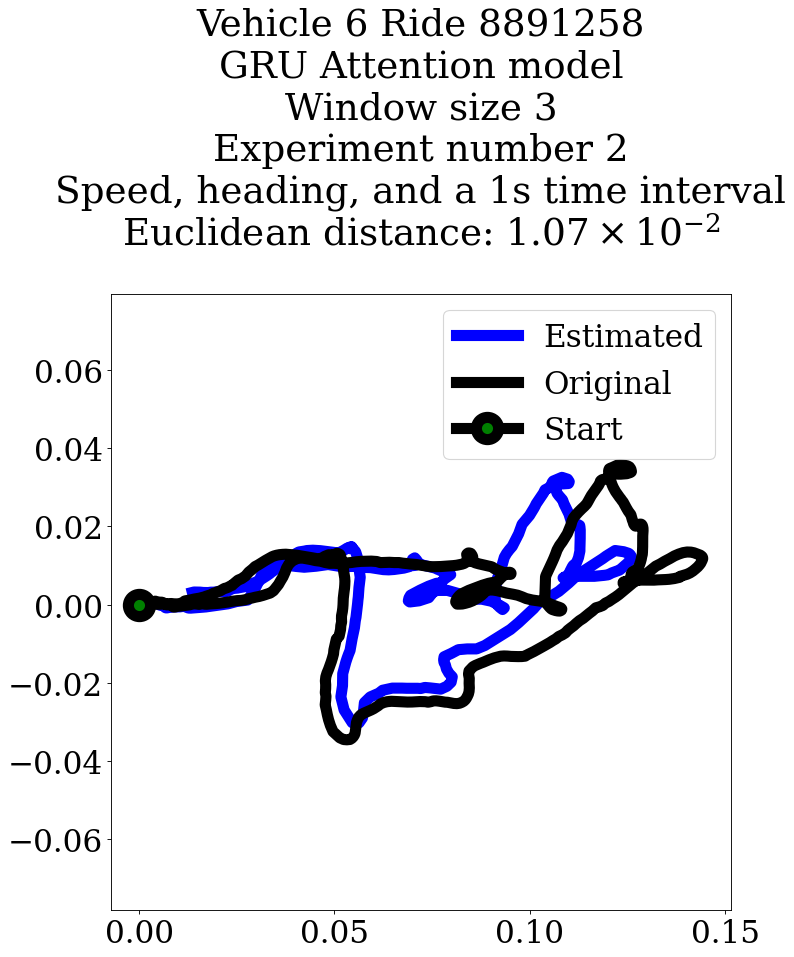 Vehicle 6 Ride 8891258
GRU Attention model
Window size 3
Experiment number 2
Speed, heading, and a 1s time interval
Euclidean distance: 1.07 × 10⁻²
Estimated
Original
Start
0.06
0.04
0.02
0.00
−0.02
−0.04
−0.06
0.00 0.05 0.10 0.15